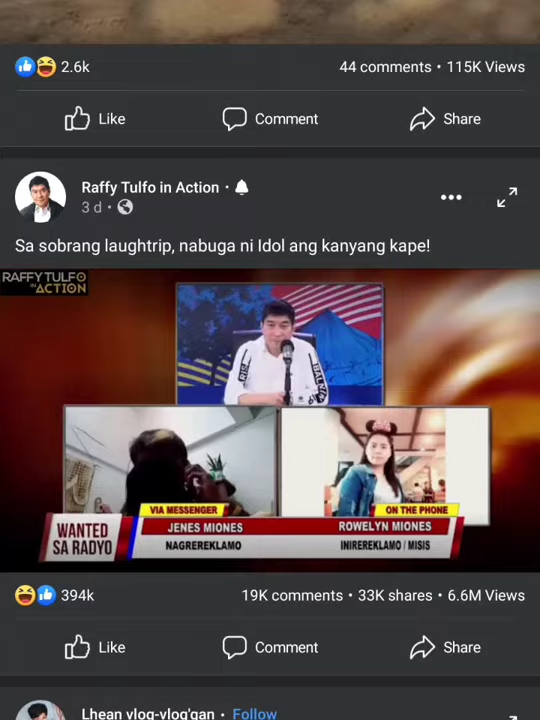 2.6k
44 comments • 115K Views
Like
Comment
Share
Raffy Tulfo in Action •
3 d •
Sa sobrang laughtrip, nabuga ni Idol ang kanyang kape!
RAFFY TULFO
IN ACTION
VIA MESSENGER
ON THE PHONE
WANTED
SA RADYO
JENES MIONES
ROWELYN MIONES
NAGREREKLAMO
INIREREKLAMO / MISIS
394k
19K comments • 33K shares • 6.6M Views
Like
Comment
Share
Lhean vlog-vlog'gan • Follow